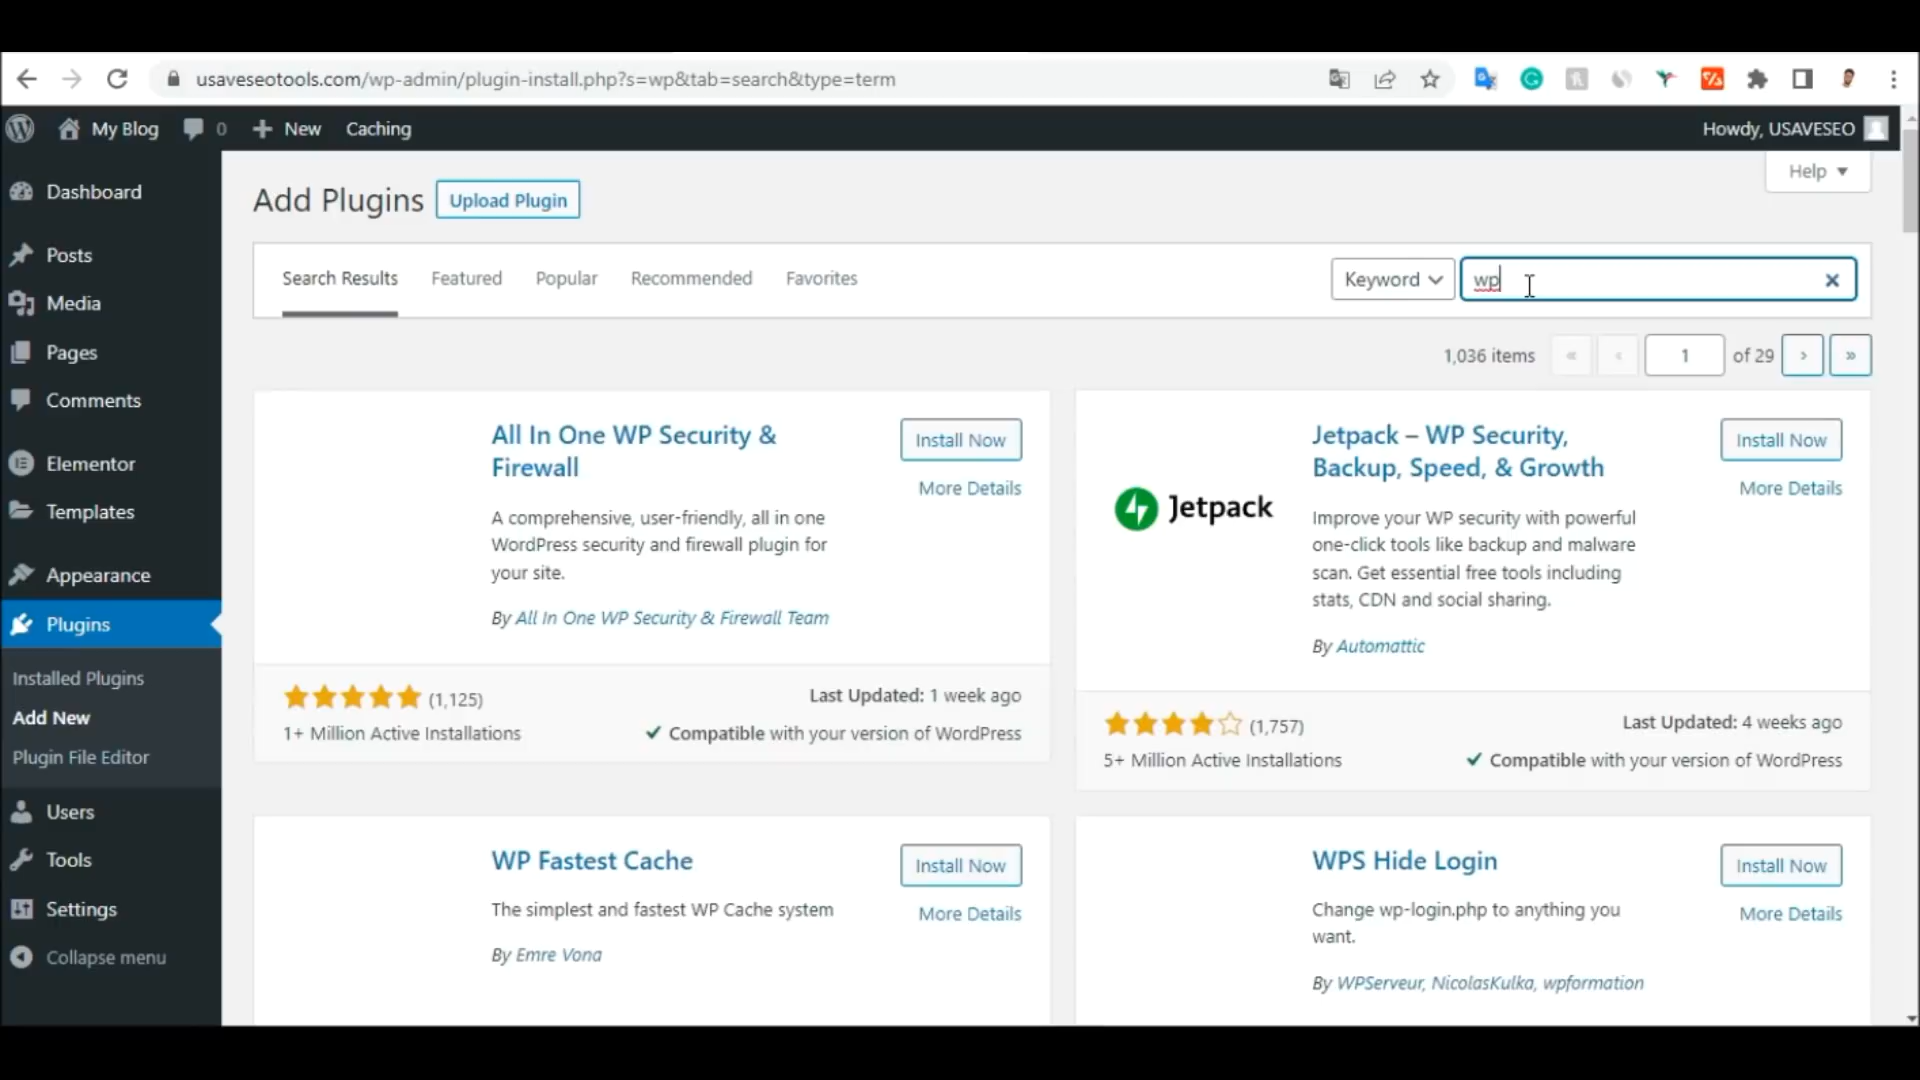 usaveseotools.com/wp-admin/plugin-install.php?s=wp&tab=search&type=term
My Blog 0 New Caching Howdy, USAVESEO
Help
Dashboard
Posts
Media
Pages
Comments
Elementor
Templates
Appearance
Plugins
Installed Plugins
Add New
Plugin File Editor
Users
Tools
Settings
Collapse menu
Add Plugins Upload Plugin
Search Results Featured Popular Recommended Favorites Keyword wp
1,036 items « ‹ 1 of 29 › »
All In One WP Security &
Firewall
Install Now
More Details
A comprehensive, user-friendly, all in one
WordPress security and firewall plugin for
your site.
By All In One WP Security & Firewall Team
(1,125)
Last Updated: 1 week ago
1+ Million Active Installations
Compatible with your version of WordPress
Jetpack
Jetpack – WP Security,
Backup, Speed, & Growth
Install Now
More Details
Improve your WP security with powerful
one-click tools like backup and malware
scan. Get essential free tools including
stats, CDN and social sharing.
By Automattic
(1,757)
Last Updated: 4 weeks ago
5+ Million Active Installations
Compatible with your version of WordPress
WP Fastest Cache
Install Now
More Details
The simplest and fastest WP Cache system
By Emre Vona
WPS Hide Login
Install Now
More Details
Change wp-login.php to anything you
want.
By WPServeur, NicolasKulka, wpformation